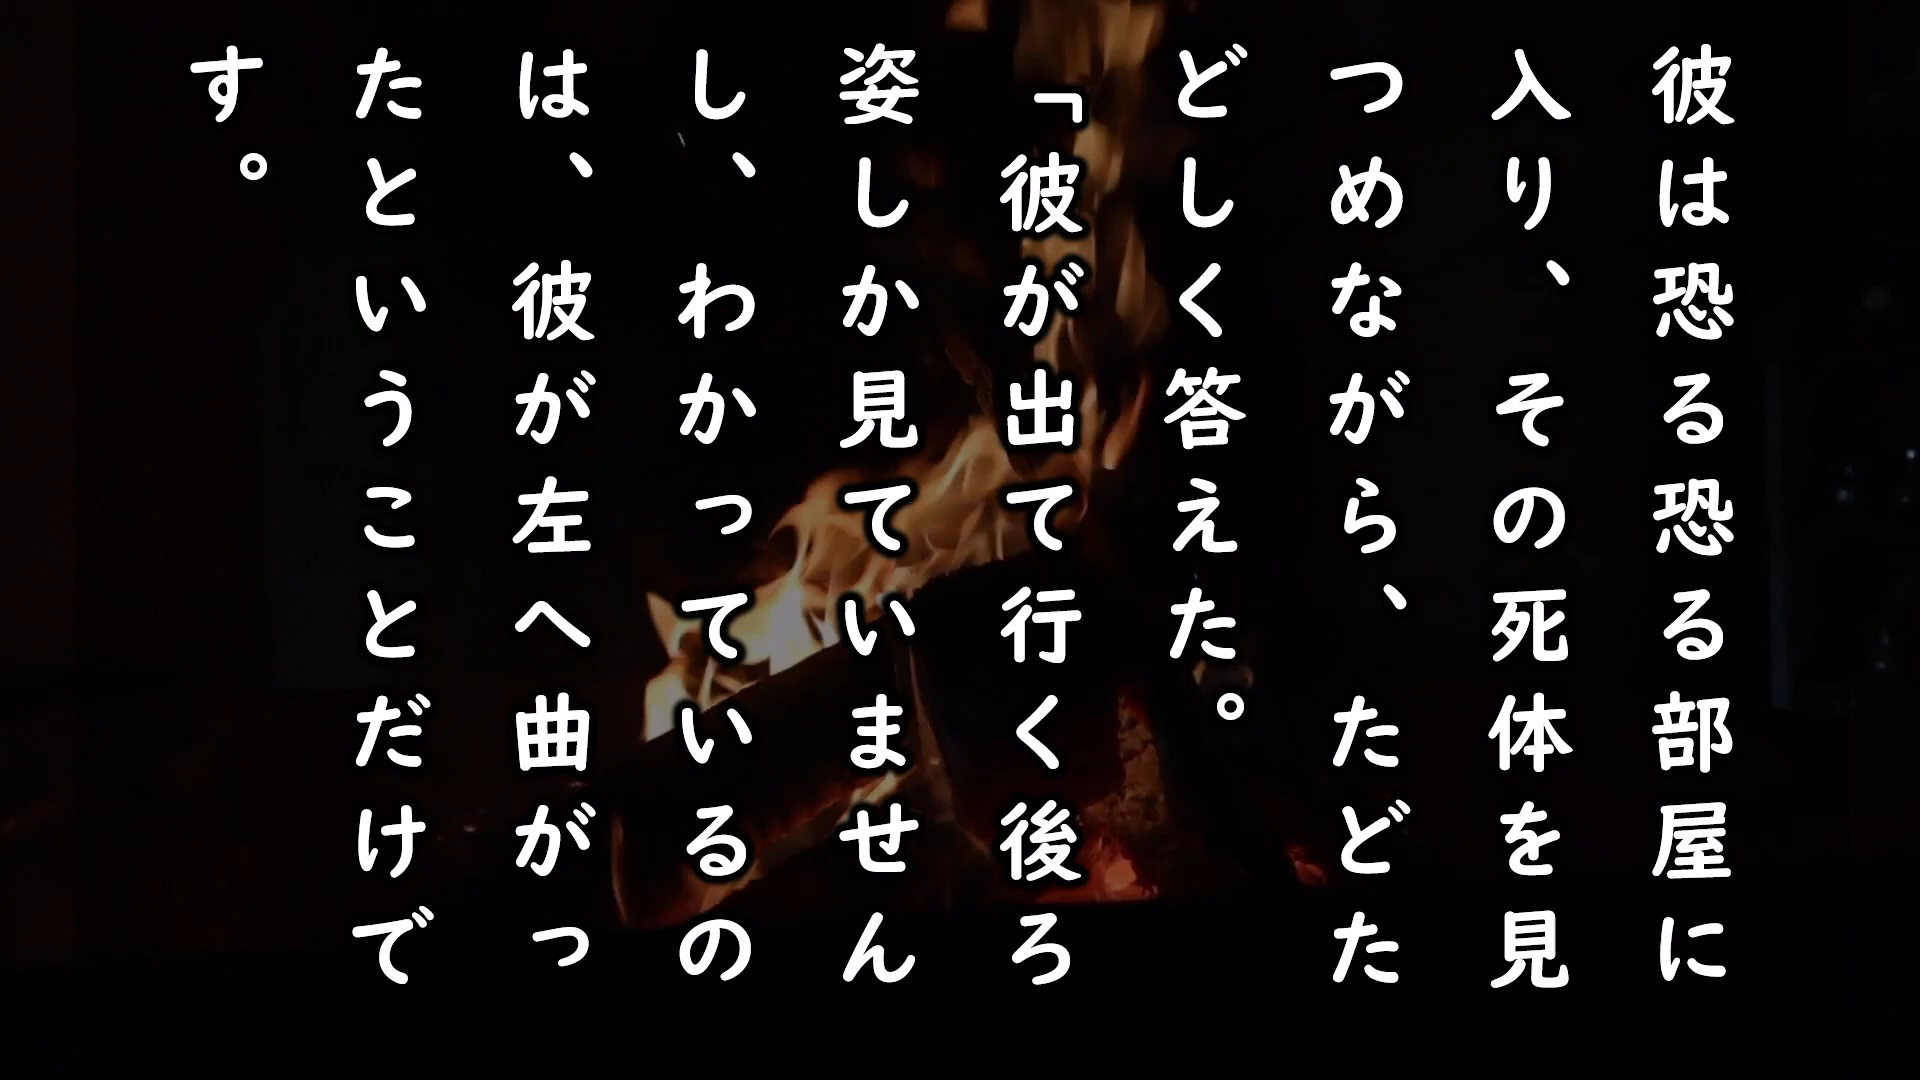 彼は恐る恐る部屋に
入り、その死体を見
つめながら、たどた
どしく答えた。
「彼が出て行く後ろ
姿しか見ていません
し、わかっているの
は、彼が左へ曲がっ
たということだけで
す。